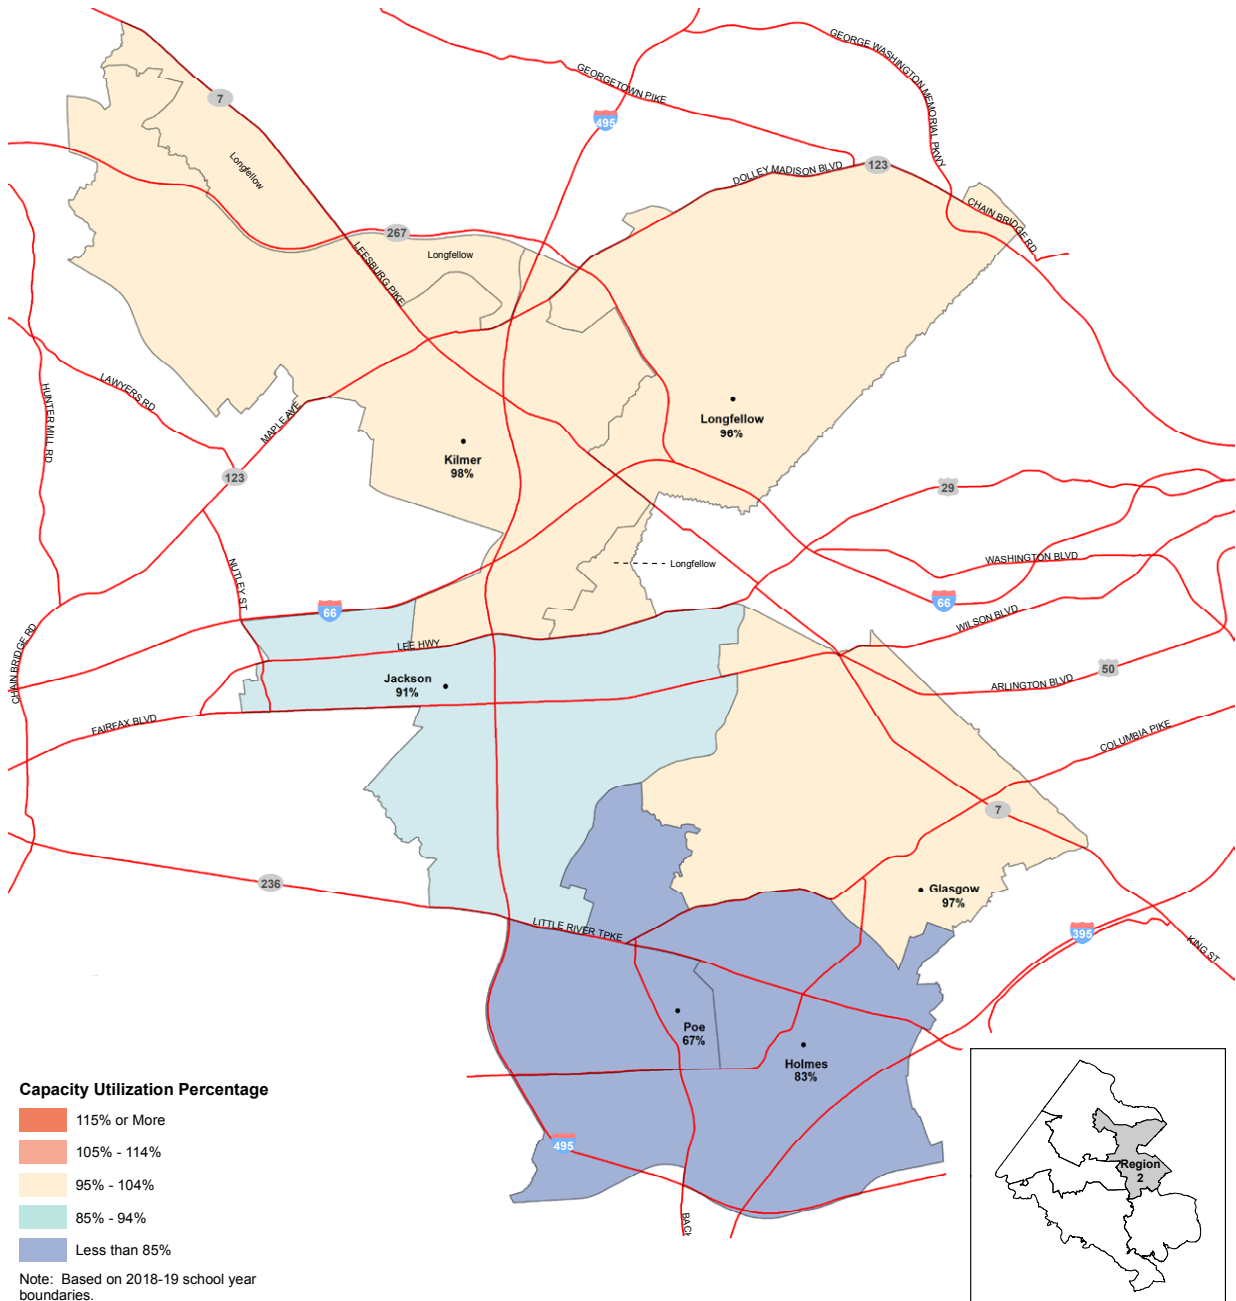 GEORGE WASHINGTON MEMORIAL PKWY
GEORGETOWN PIKE
7
495
DOLLEY MADISON BLVD
123
Longfellow
CHAIN BRIDGE RD
267
LEESBURG PIKE
Longfellow
LAWYERS RD
HUNTER MILL RD
MAPLE AVE
Longfellow
96%
Kilmer
98%
123
29
NUTLEY ST
Longfellow
WASHINGTON BLVD
66
66
WILSON BLVD
CHAIN BRIDGE RD
LEE HWY
Jackson
91%
50
ARLINGTON BLVD
FAIRFAX BLVD
COLUMBIA PIKE
7
236
Glasgow
97%
LITTLE RIVER TPKE
395
KING ST
Poe
67%
Holmes
83%
495
BACK
Capacity Utilization Percentage
115% or More
105% - 114%
95% - 104%
85% - 94%
Less than 85%
Note: Based on 2018-19 school year
boundaries.
Region
2